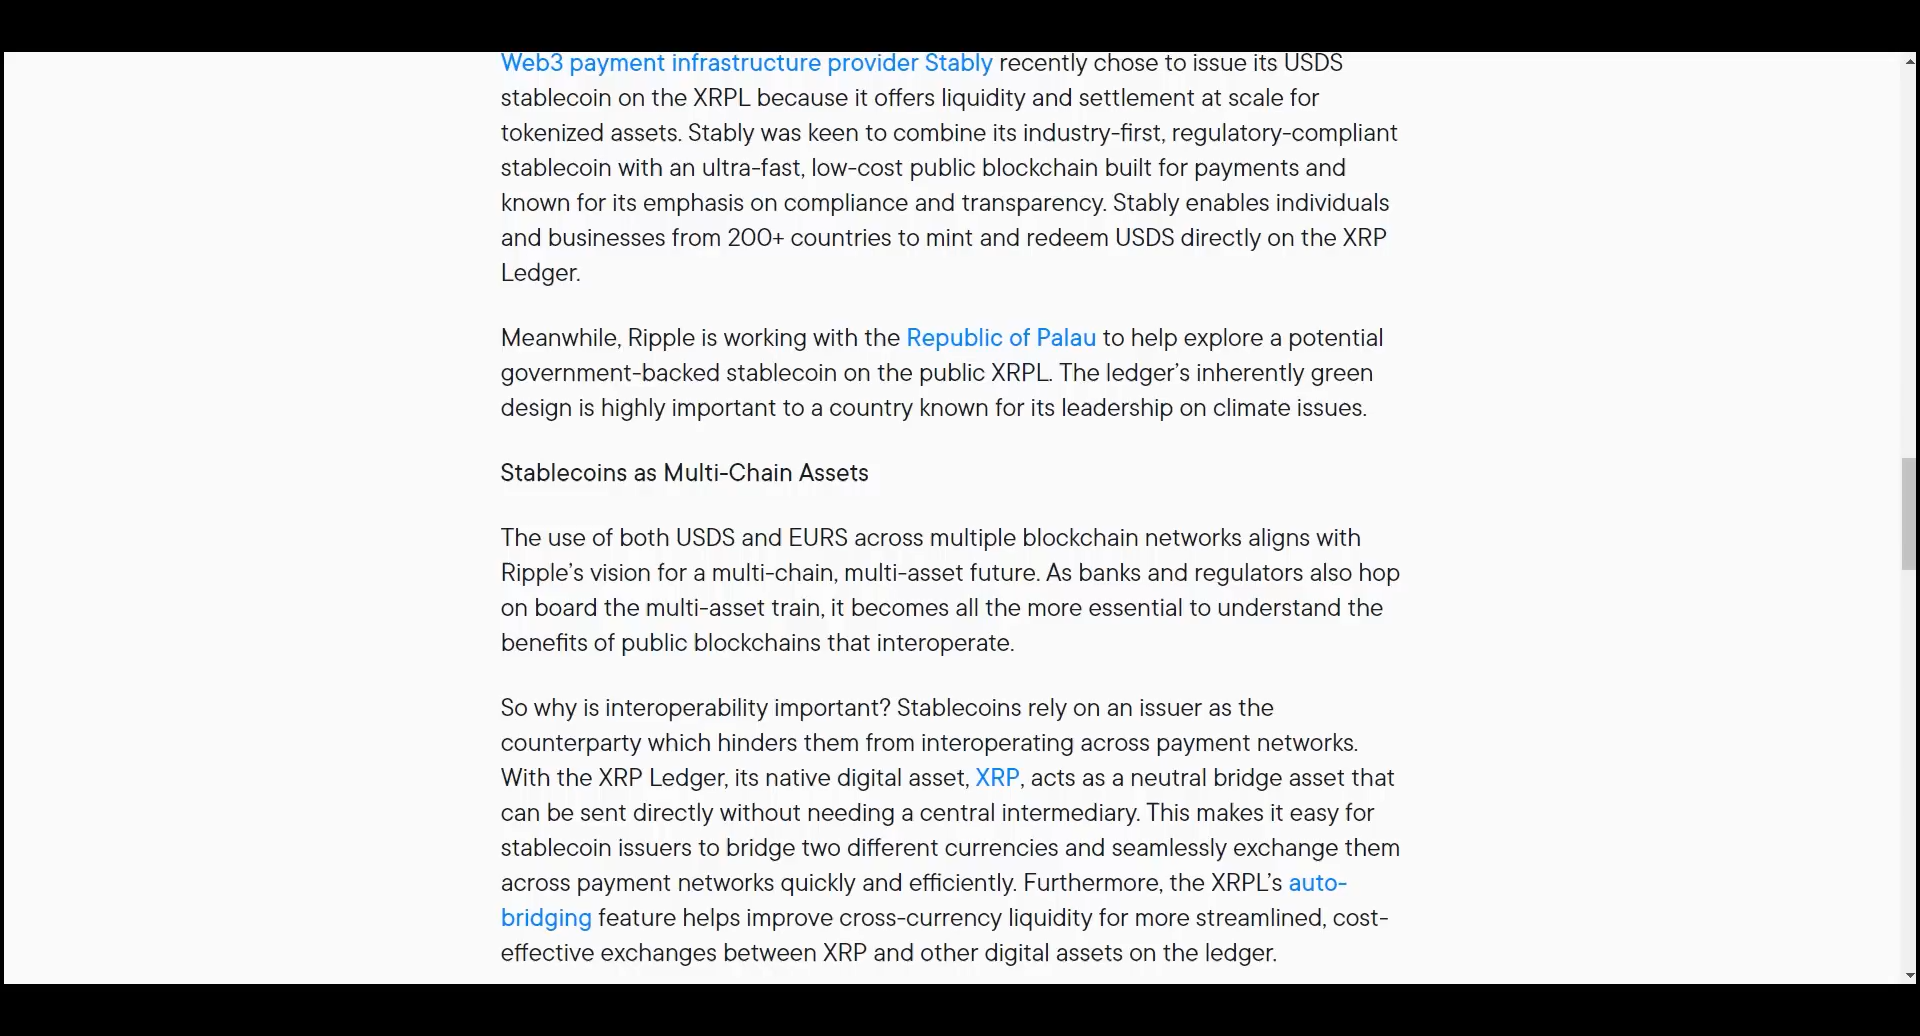 Web3 payment infrastructure provider Stably recently chose to issue its USDS
stablecoin on the XRPL because it offers liquidity and settlement at scale for
tokenized assets. Stably was keen to combine its industry-first, regulatory-compliant
stablecoin with an ultra-fast, low-cost public blockchain built for payments and
known for its emphasis on compliance and transparency. Stably enables individuals
and businesses from 200+ countries to mint and redeem USDS directly on the XRP
Ledger.
Meanwhile, Ripple is working with the Republic of Palau to help explore a potential
government-backed stablecoin on the public XRPL. The ledger’s inherently green
design is highly important to a country known for its leadership on climate issues.
Stablecoins as Multi-Chain Assets
The use of both USDS and EURS across multiple blockchain networks aligns with
Ripple’s vision for a multi-chain, multi-asset future. As banks and regulators also hop
on board the multi-asset train, it becomes all the more essential to understand the
benefits of public blockchains that interoperate.
So why is interoperability important? Stablecoins rely on an issuer as the
counterparty which hinders them from interoperating across payment networks.
With the XRP Ledger, its native digital asset, XRP, acts as a neutral bridge asset that
can be sent directly without needing a central intermediary. This makes it easy for
stablecoin issuers to bridge two different currencies and seamlessly exchange them
across payment networks quickly and efficiently. Furthermore, the XRPL’s auto-
bridging feature helps improve cross-currency liquidity for more streamlined, cost-
effective exchanges between XRP and other digital assets on the ledger.